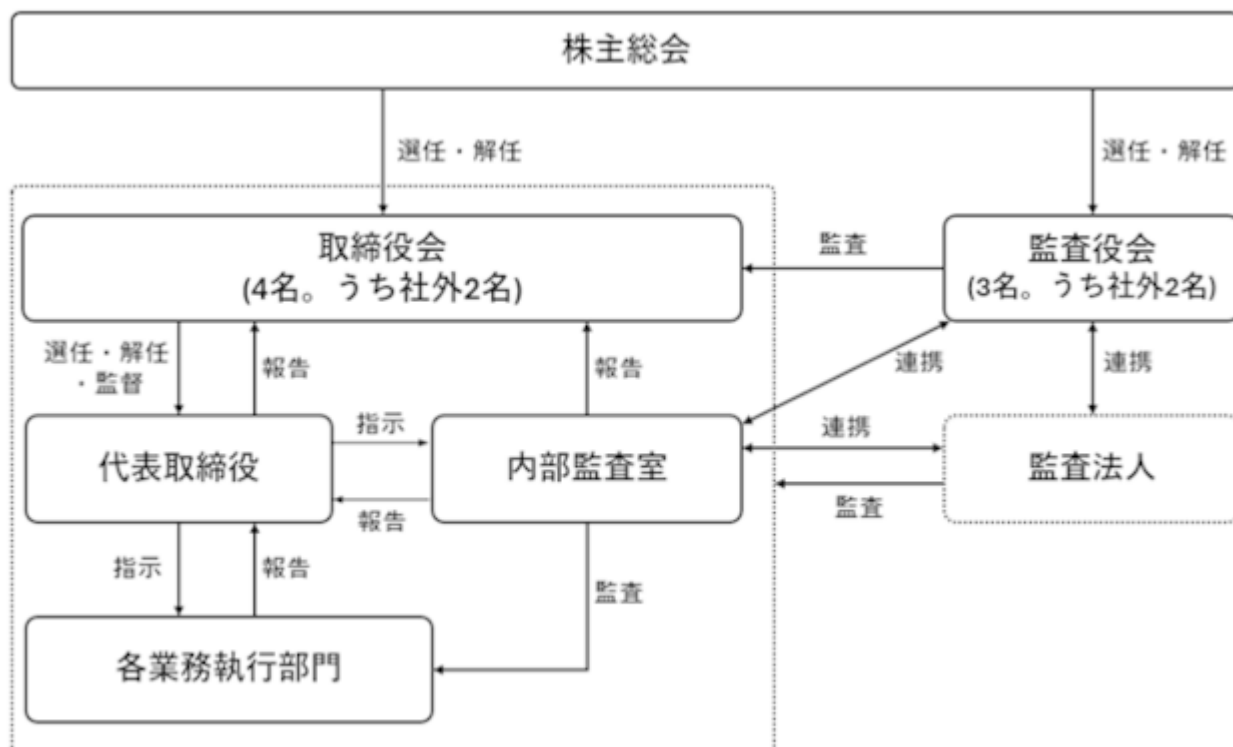 株主総会
選任・解任
選任・解任
取締役会
(4名。うち社外2名)
監査
監査役会
(3名。うち社外2名)
選任・解任
・監督
報告
報告
連携
連携
代表取締役
指示
報告
内部監査室
連携
監査
監査法人
指示
報告
監査
各業務執行部門